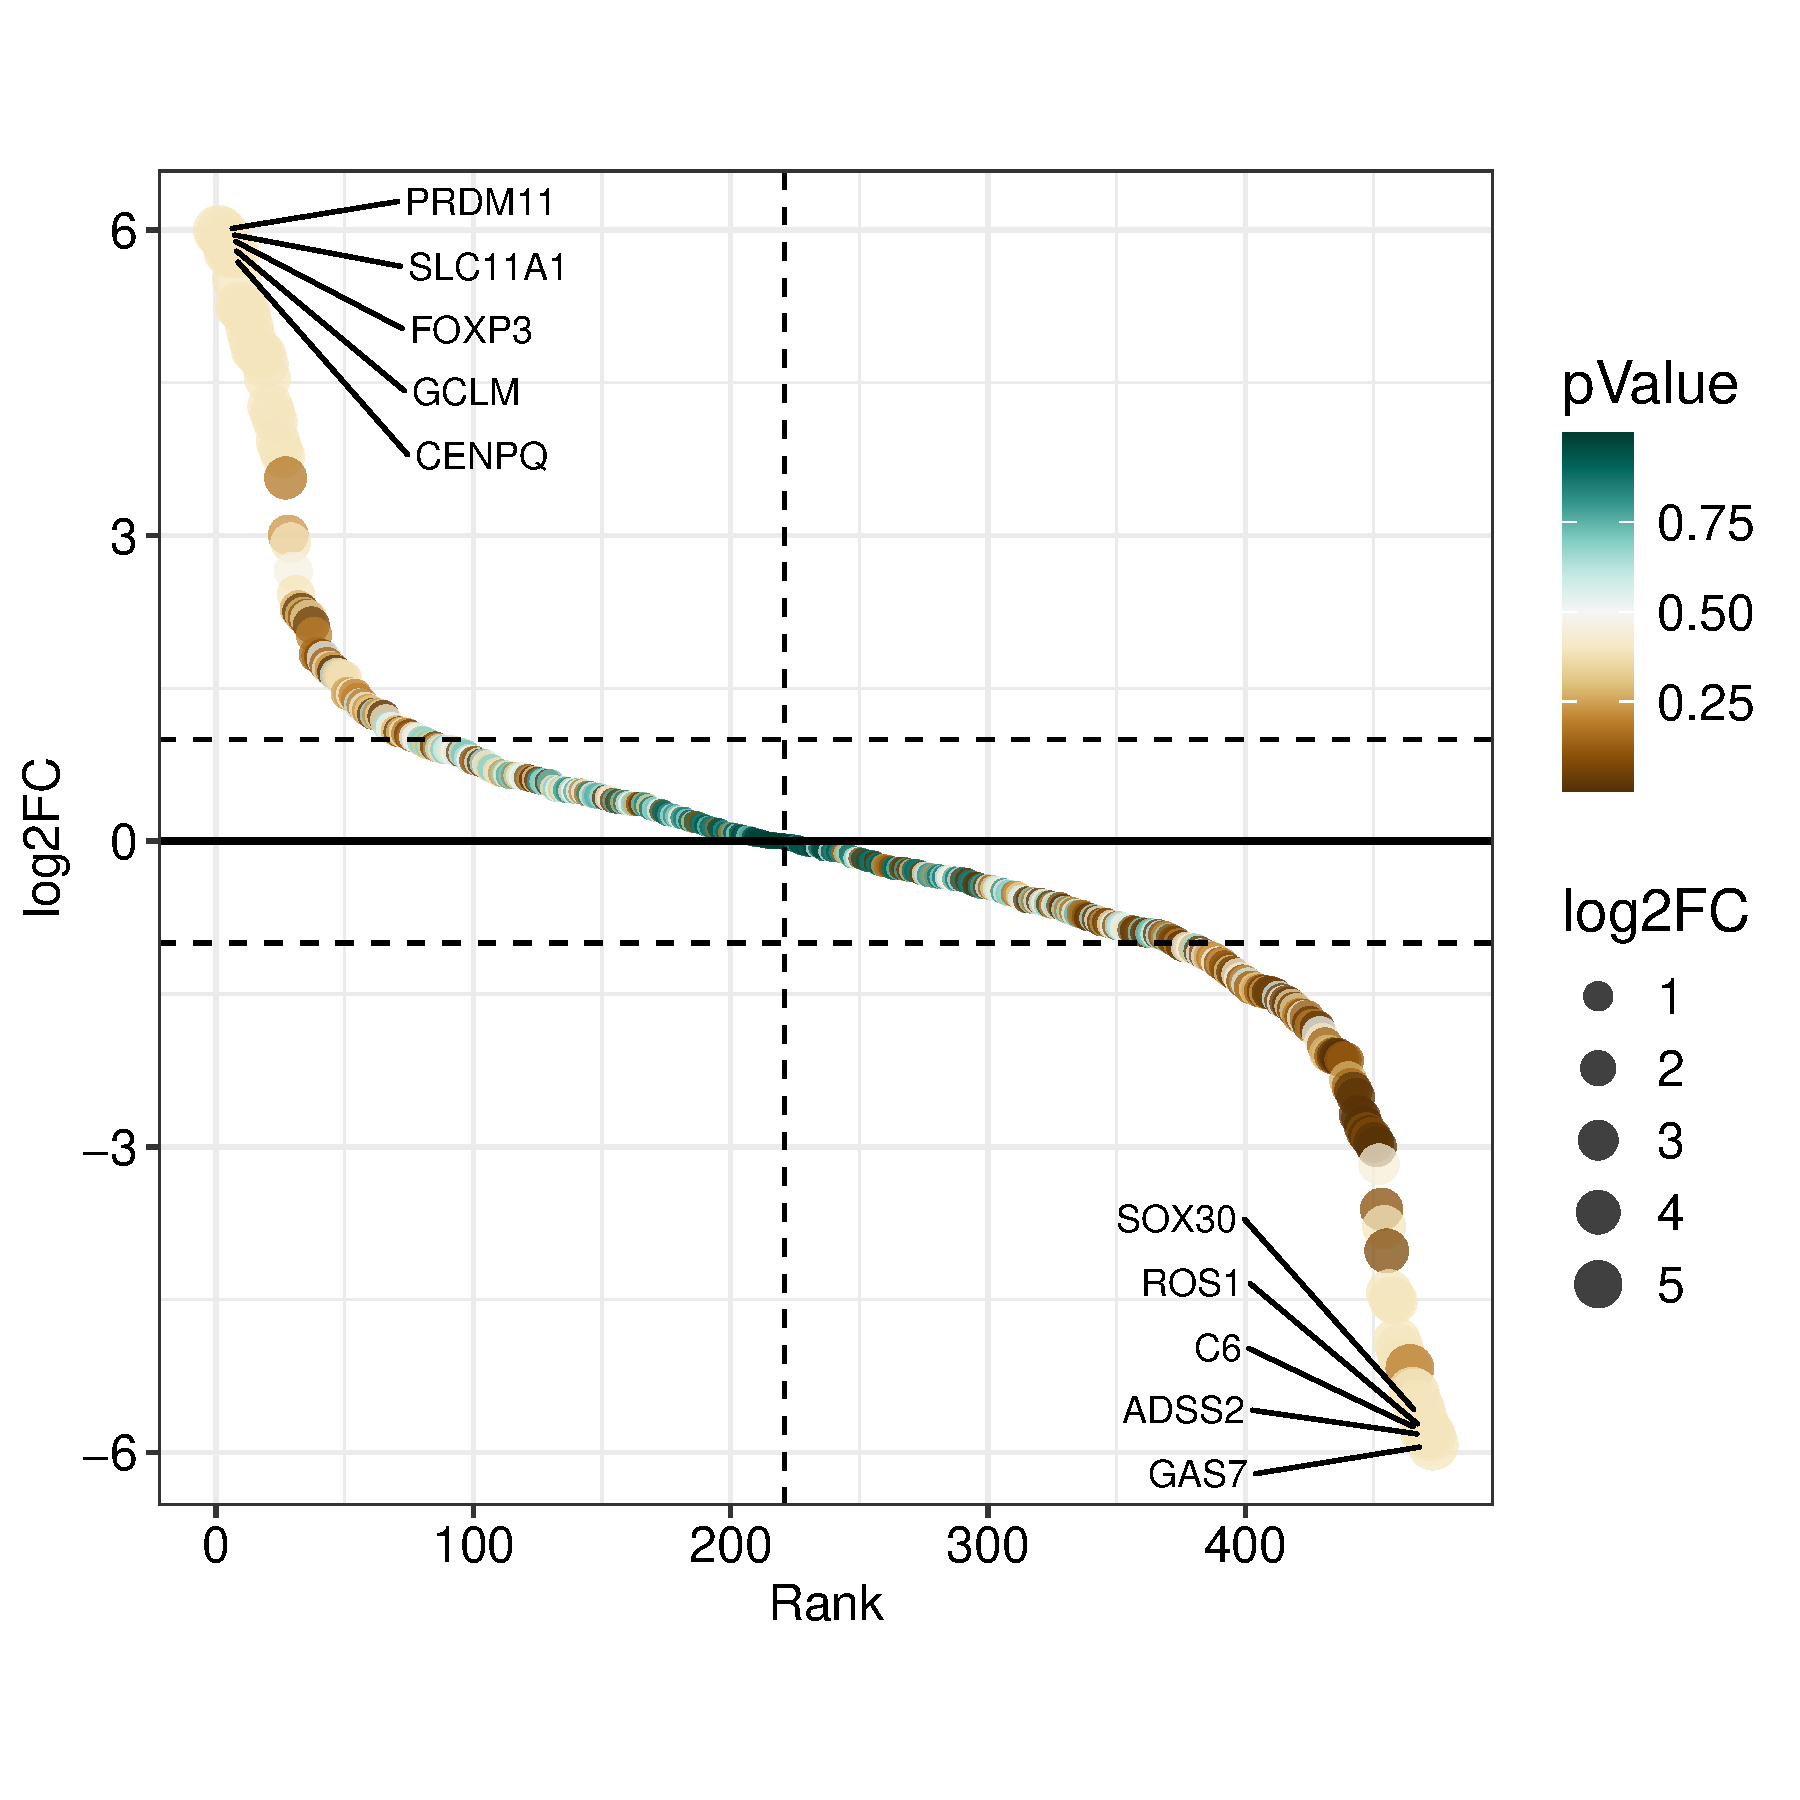 PRDM11
SLC11A1
FOXP3
GCLM
CENPQ
SOX30
ROS1
C6
ADSS2
GAS7
6
3
0
−3
−6
log2FC
0
100
200
300
400
Rank
pValue
0.75
0.50
0.25
log2FC
1
2
3
4
5